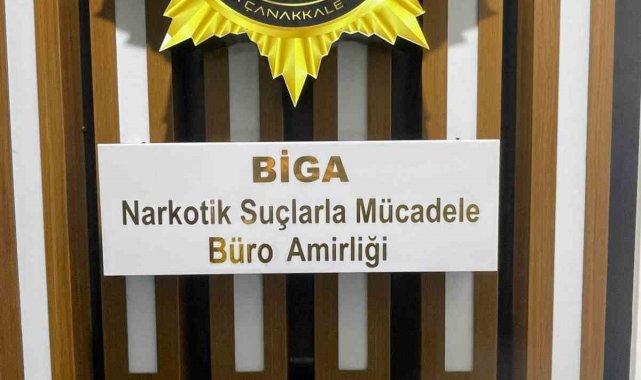 ÇANAKKALE
BİGA
Narkotik Suçlarla Mücadele
Büro Amirliği